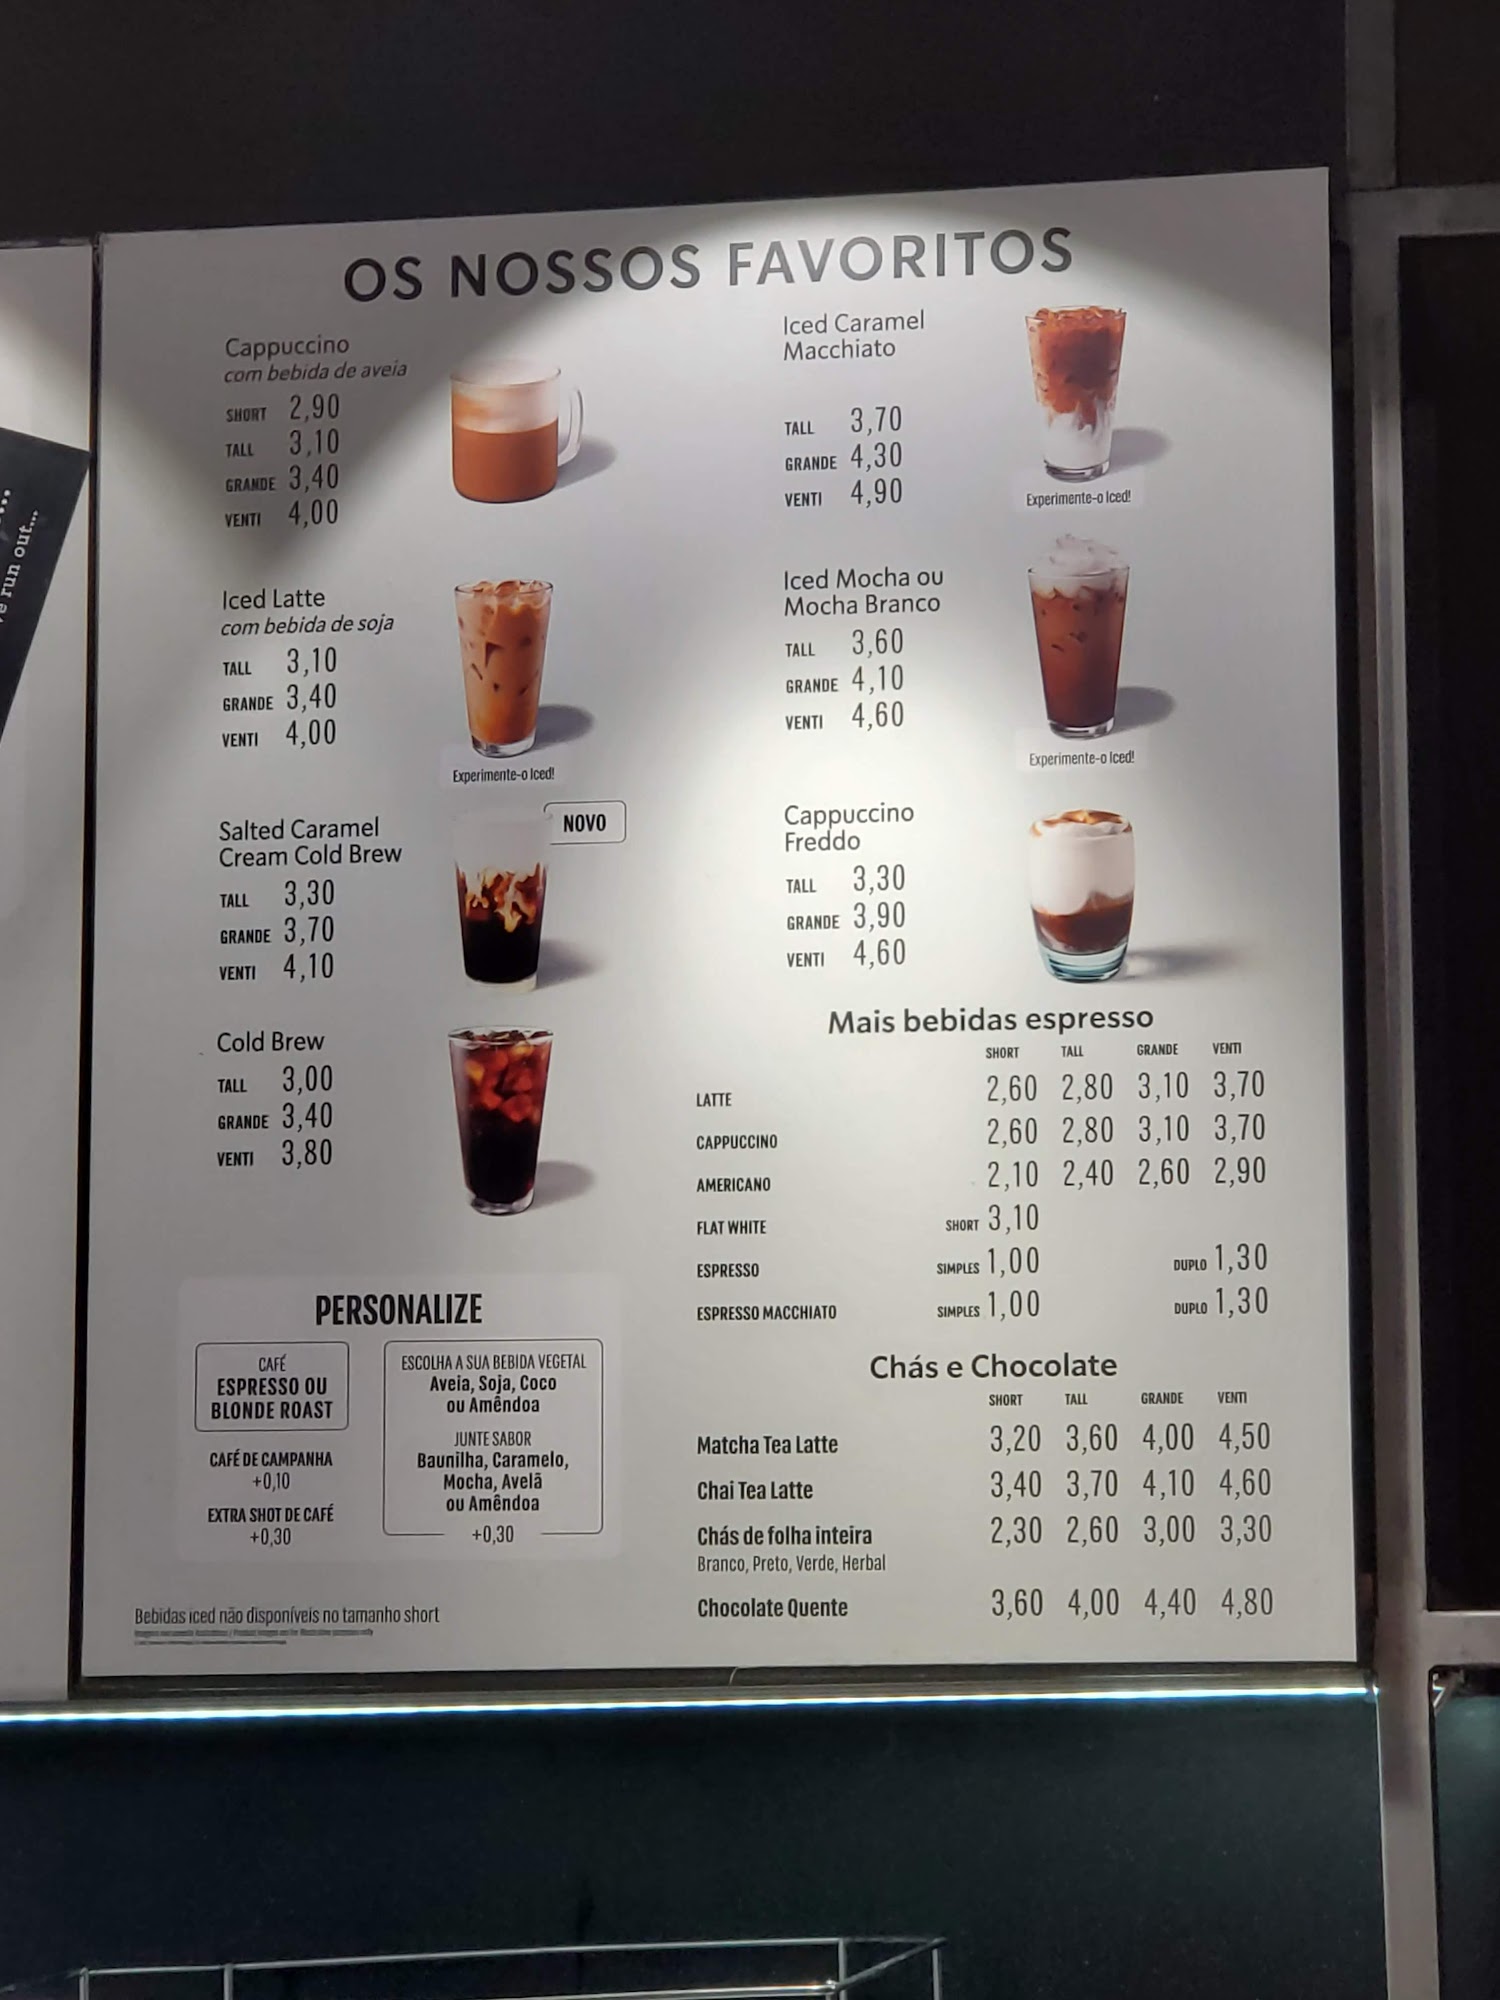 e run out...
OS NOSSOS FAVORITOS
Cappuccino
com bebida de aveia
SHORT 2,90
TALL 3,10
GRANDE 3,40
VENTI 4,00
Iced Latte
com bebida de soja
TALL 3,10
GRANDE 3,40
VENTI 4,00
Experimente-o Iced!
Salted Caramel
Cream Cold Brew
NOVO
TALL 3,30
GRANDE 3,70
VENTI 4,10
Cold Brew
TALL 3,00
GRANDE 3,40
VENTI 3,80
Iced Caramel
Macchiato
TALL 3,70
GRANDE 4,30
VENTI 4,90
Experimente-o Iced!
Iced Mocha ou
Mocha Branco
TALL 3,60
GRANDE 4,10
VENTI 4,60
Experimente-o Iced!
Cappuccino
Freddo
TALL 3,30
GRANDE 3,90
VENTI 4,60
Mais bebidas espresso
SHORT TALL GRANDE VENTI
LATTE 2,60 2,80 3,10 3,70
CAPPUCCINO 2,60 2,80 3,10 3,70
AMERICANO 2,10 2,40 2,60 2,90
FLAT WHITE SHORT 3,10
ESPRESSO SIMPLES 1,00 DUPLO 1,30
ESPRESSO MACCHIATO SIMPLES 1,00 DUPLO 1,30
Chás e Chocolate
SHORT TALL GRANDE VENTI
Matcha Tea Latte 3,20 3,60 4,00 4,50
Chai Tea Latte 3,40 3,70 4,10 4,60
Chás de folha inteira 2,30 2,60 3,00 3,30
Branco, Preto, Verde, Herbal
Chocolate Quente 3,60 4,00 4,40 4,80
PERSONALIZE
CAFÉ
ESPRESSO OU
BLONDE ROAST
CAFÉ DE CAMPANHA
+0,10
EXTRA SHOT DE CAFÉ
+0,30
ESCOLHA A SUA BEBIDA VEGETAL
Aveia, Soja, Coco
ou Amêndoa
JUNTE SABOR
Baunilha, Caramelo,
Mocha, Avelã
ou Amêndoa
+0,30
Bebidas iced não disponíveis no tamanho short